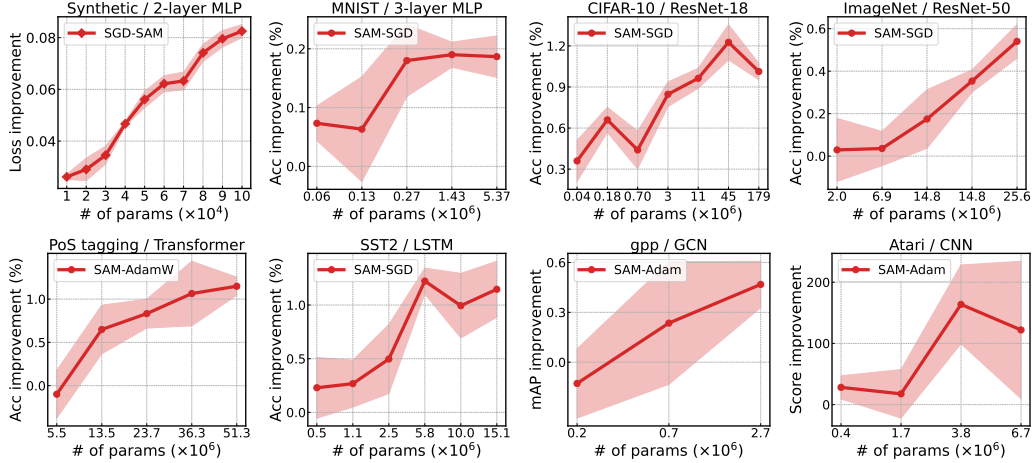 Synthetic / 2-layer MLP
Loss improvement
0.08
0.06
0.04
SGD-SAM
1 2 3 4 5 6 7 8 9 10
# of params (×10⁴)
MNIST / 3-layer MLP
Acc improvement (%)
0.2
0.1
0.0
SAM-SGD
0.06 0.13 0.27 1.43 5.37
# of params (×10⁶)
CIFAR-10 / ResNet-18
Acc improvement (%)
1.2
0.9
0.6
0.3
SAM-SGD
0.04 0.18 0.70 3 11 45 179
# of params (×10⁶)
ImageNet / ResNet-50
Acc improvement (%)
0.6
0.4
0.2
0.0
SAM-SGD
2.0 6.9 14.8 14.8 25.6
# of params (×10⁶)
PoS tagging / Transformer
Acc improvement (%)
1.0
0.5
0.0
SAM-AdamW
5.5 13.5 23.7 36.3 51.3
# of params (×10⁶)
SST2 / LSTM
Acc improvement (%)
1.0
0.5
0.0
SAM-SGD
0.5 1.1 2.5 5.8 10.0 15.1
# of params (×10⁶)
gpp / GCN
mAP improvement
0.6
0.3
0.0
SAM-Adam
0.2 0.7 2.7
# of params (×10⁶)
Atari / CNN
Score improvement
200
100
0
SAM-Adam
0.4 1.7 3.8 6.7
# of params (×10⁶)